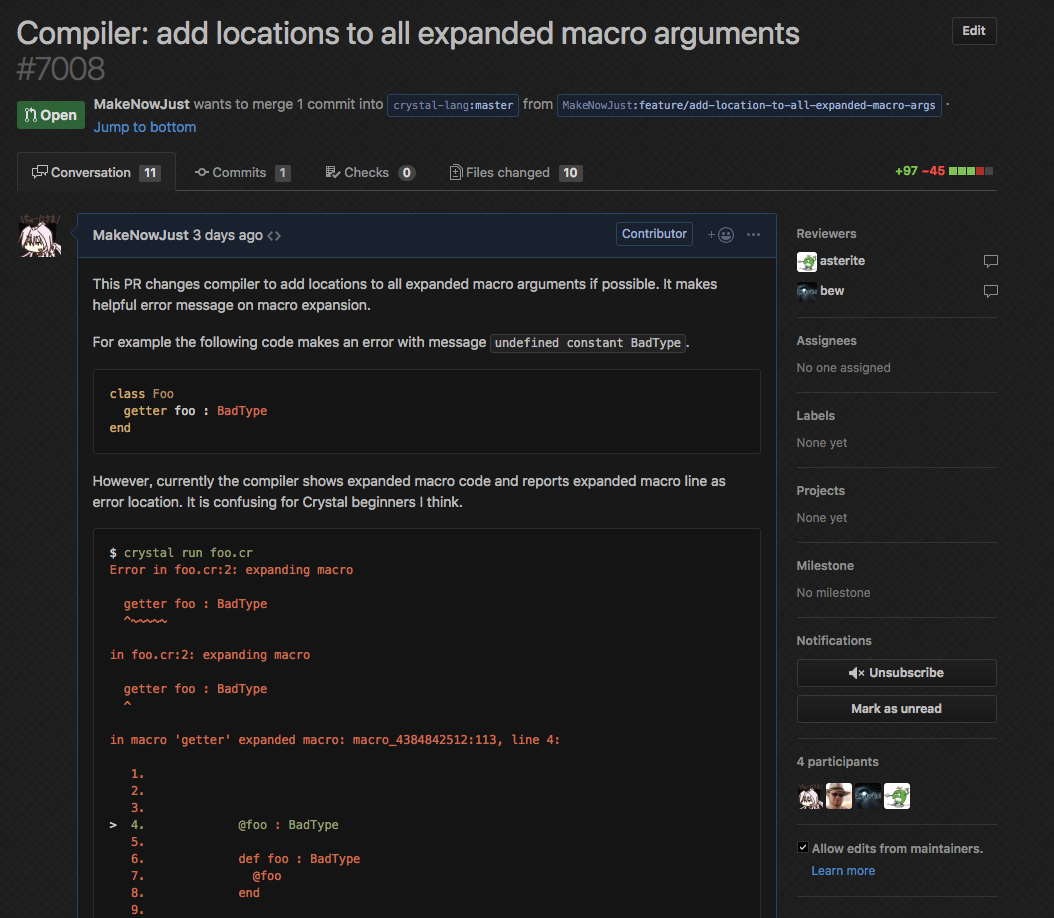 Compiler: add locations to all expanded macro arguments
#7008
Edit
Open
MakeNowJust wants to merge 1 commit into crystal-lang:master from MakeNowJust:feature/add-location-to-all-expanded-macro-args ·
Jump to bottom
Conversation 11 Commits 1 Checks 0 Files changed 10 +97 −45
MakeNowJust 3 days ago Contributor
This PR changes compiler to add locations to all expanded macro arguments if possible. It makes
helpful error message on macro expansion.
For example the following code makes an error with message undefined constant BadType.
class Foo
  getter foo : BadType
end
However, currently the compiler shows expanded macro code and reports expanded macro line as
error location. It is confusing for Crystal beginners I think.
$ crystal run foo.cr
Error in foo.cr:2: expanding macro
  getter foo : BadType
  ^~~~~~
in foo.cr:2: expanding macro
  getter foo : BadType
  ^
in macro 'getter' expanded macro: macro_4384842512:113, line 4:
   1.
   2.
   3.
>  4.             @foo : BadType
   5.
   6.             def foo : BadType
   7.               @foo
   8.             end
   9.
Reviewers
asterite
bew
Assignees
No one assigned
Labels
None yet
Projects
None yet
Milestone
No milestone
Notifications
Unsubscribe
Mark as unread
4 participants
Allow edits from maintainers.
Learn more